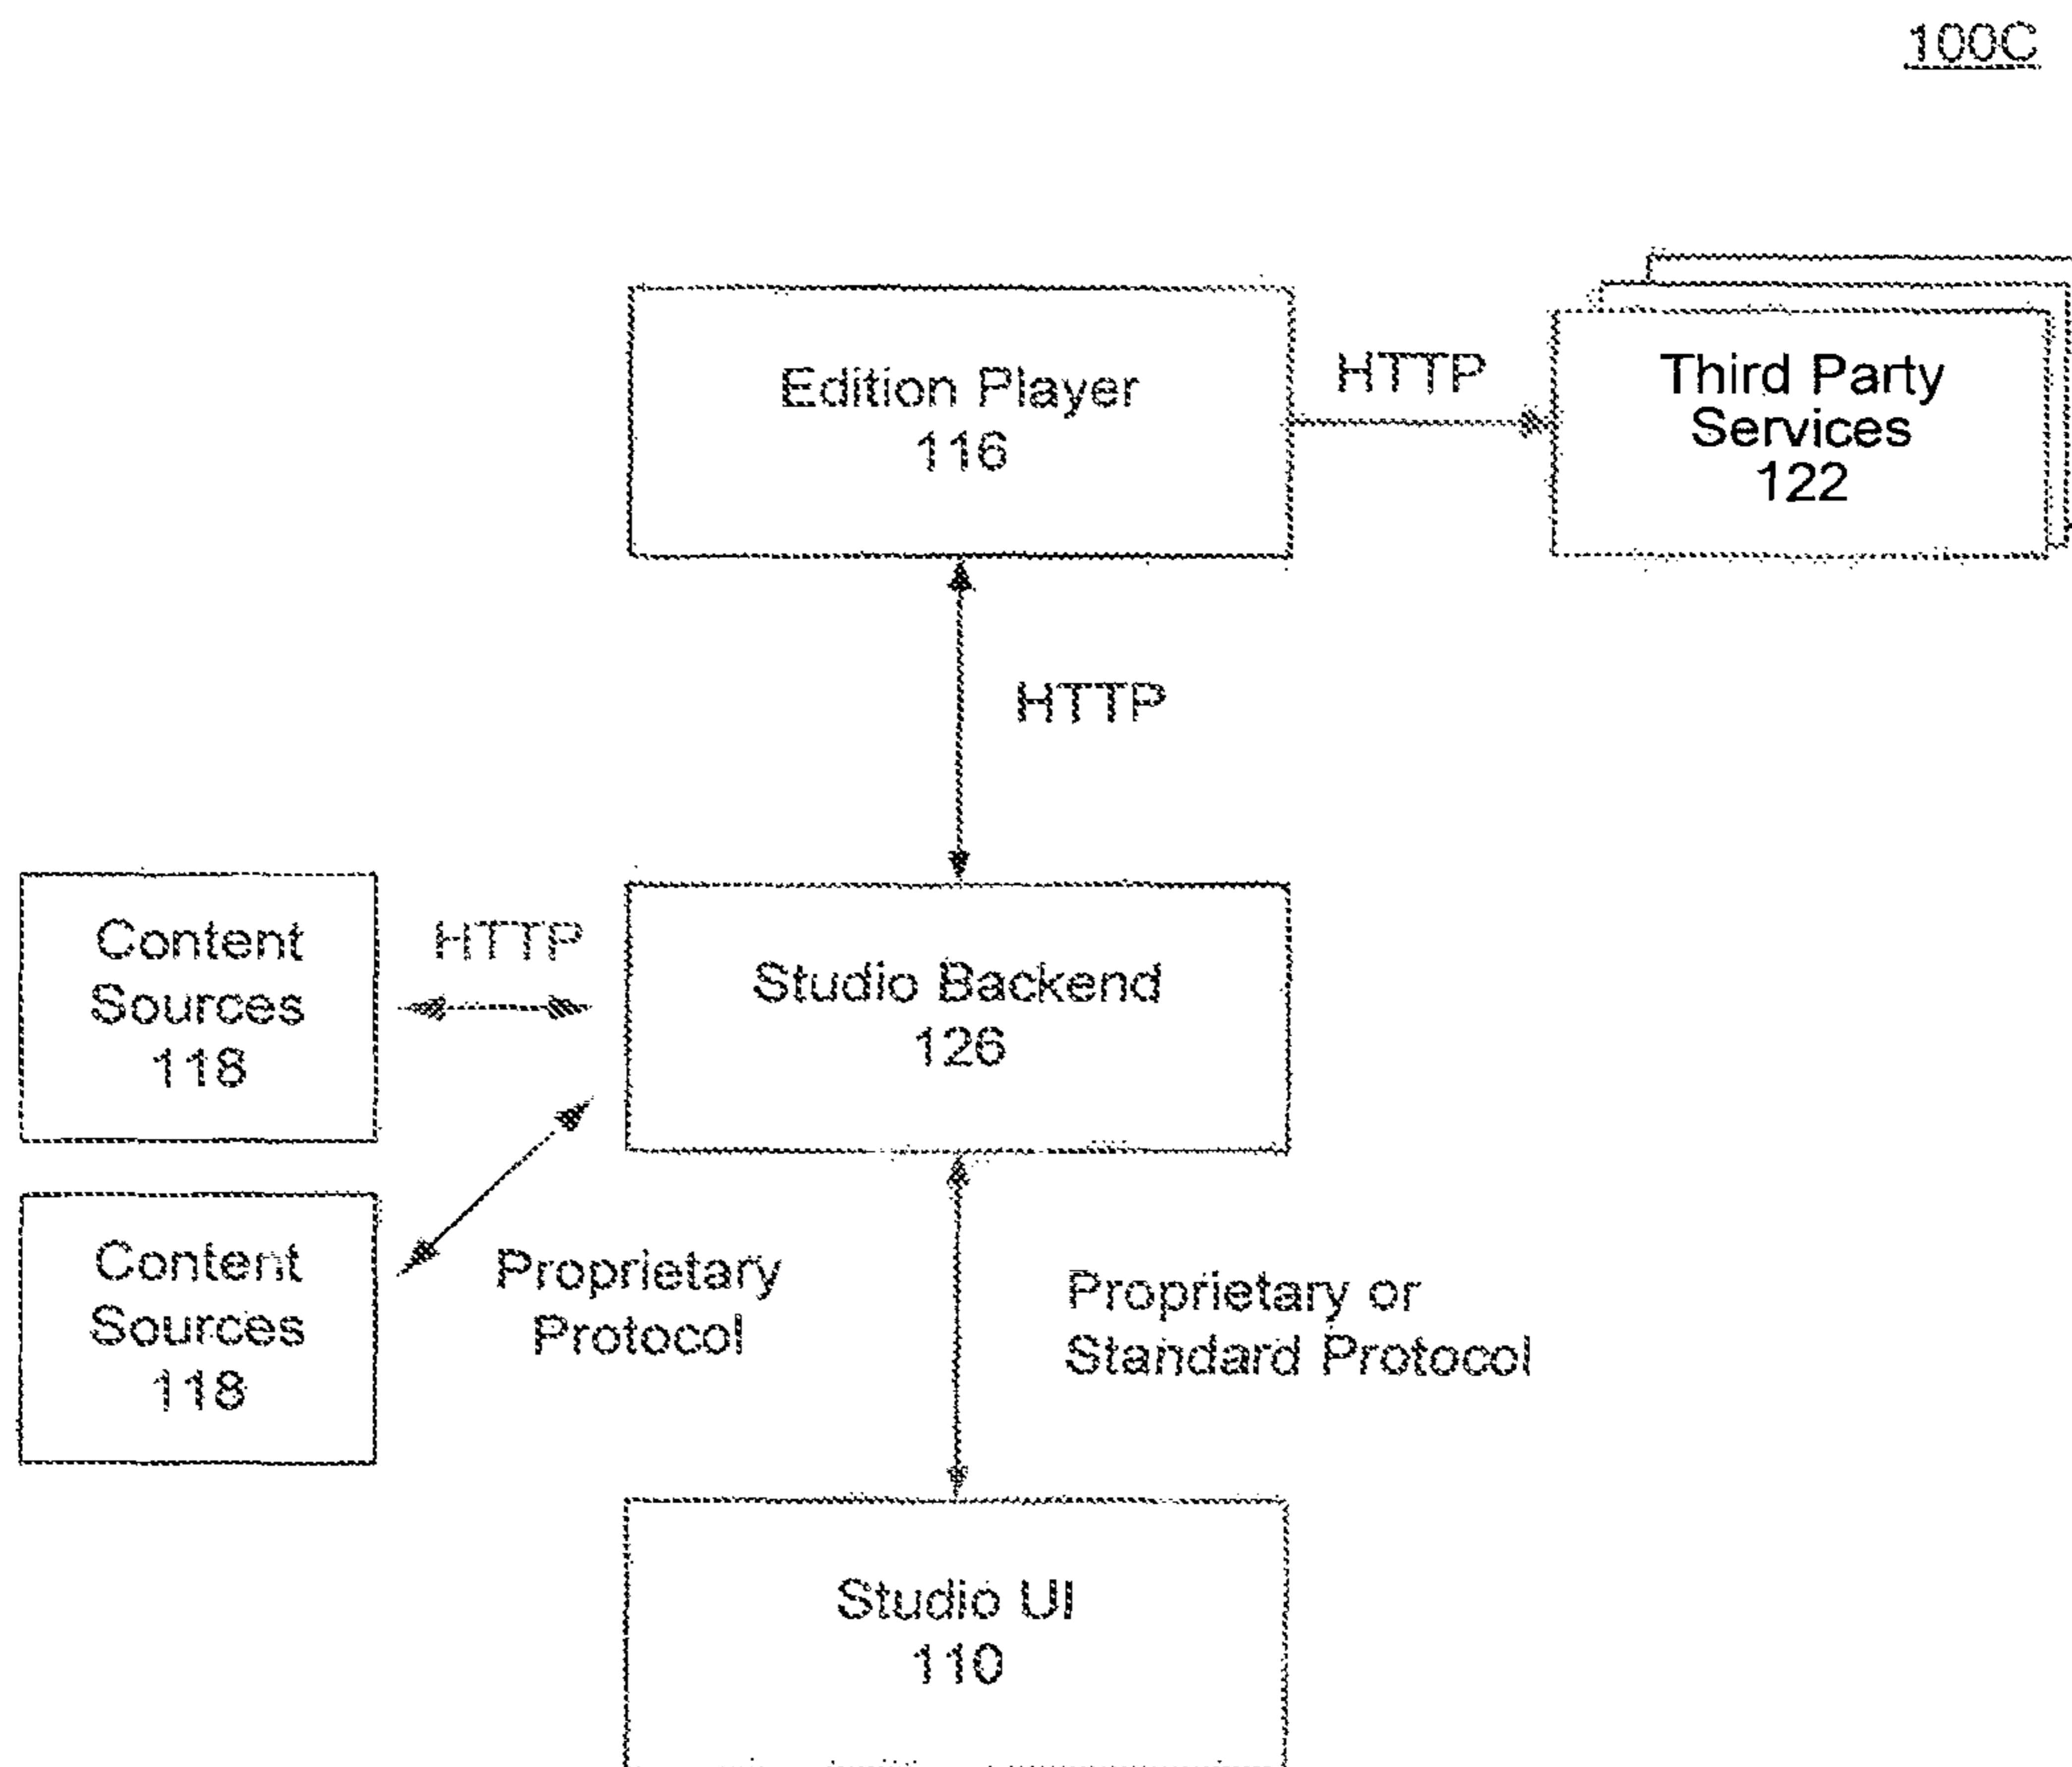 100C
Edition Player
116
HTTP
Third Party
Services
122
HTTP
Content
Sources
118
HTTP
Studio Backend
126
Content
Sources
118
Proprietary
Protocol
Proprietary or
Standard Protocol
Studio UI
110